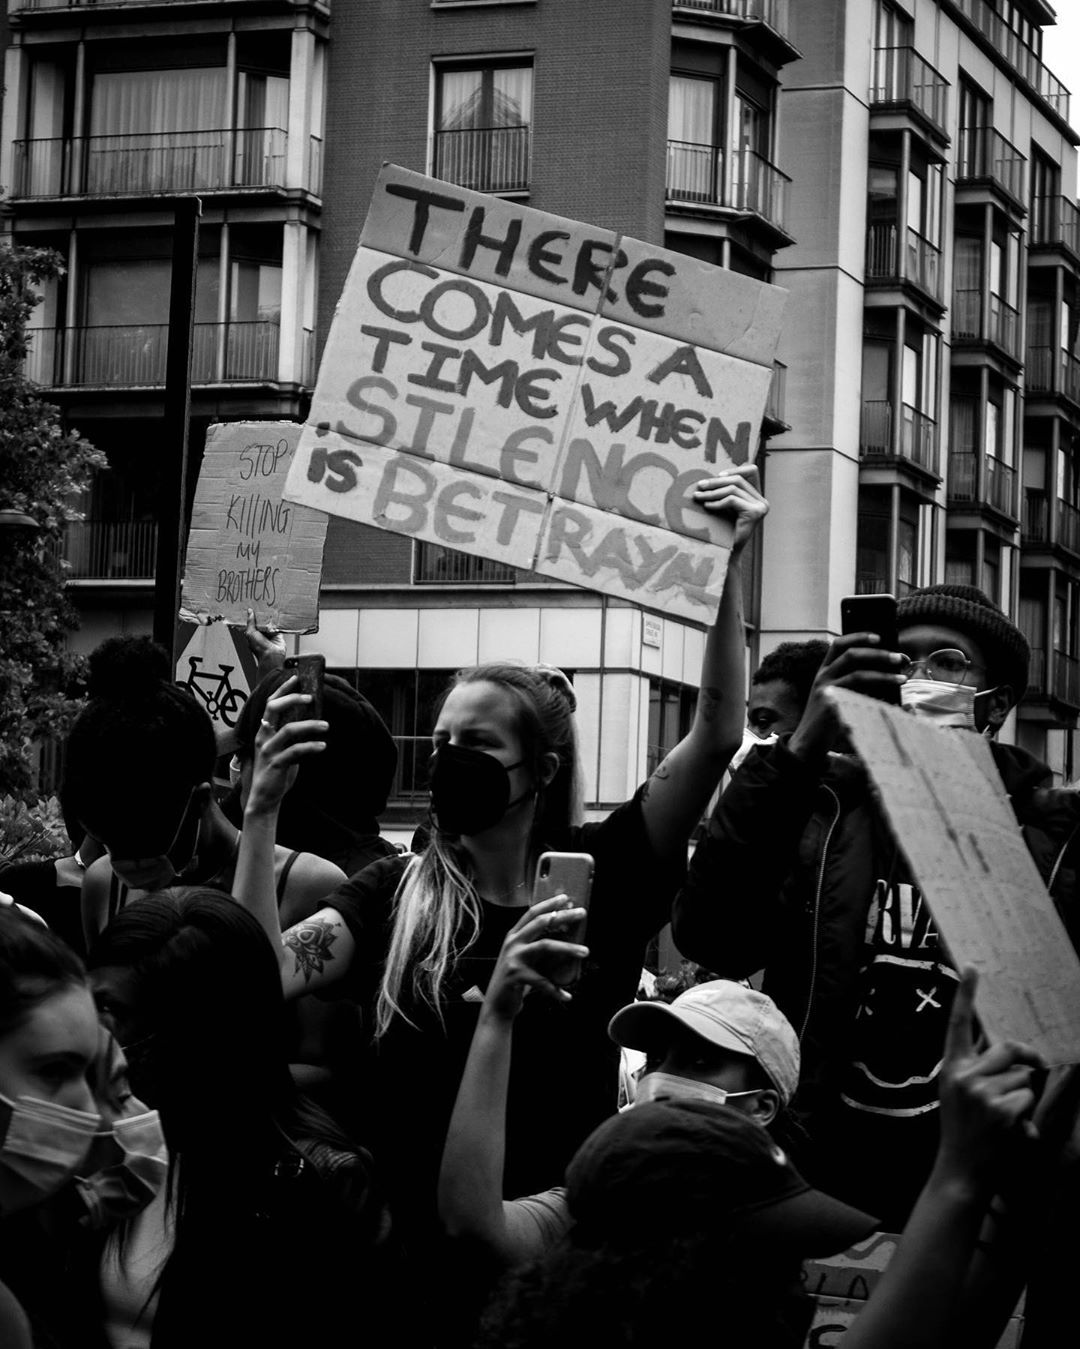 THERE
COMES A
TIME WHEN
SILENCE
IS BETRAYAL
STOP
KIllING
My
BROTHERS